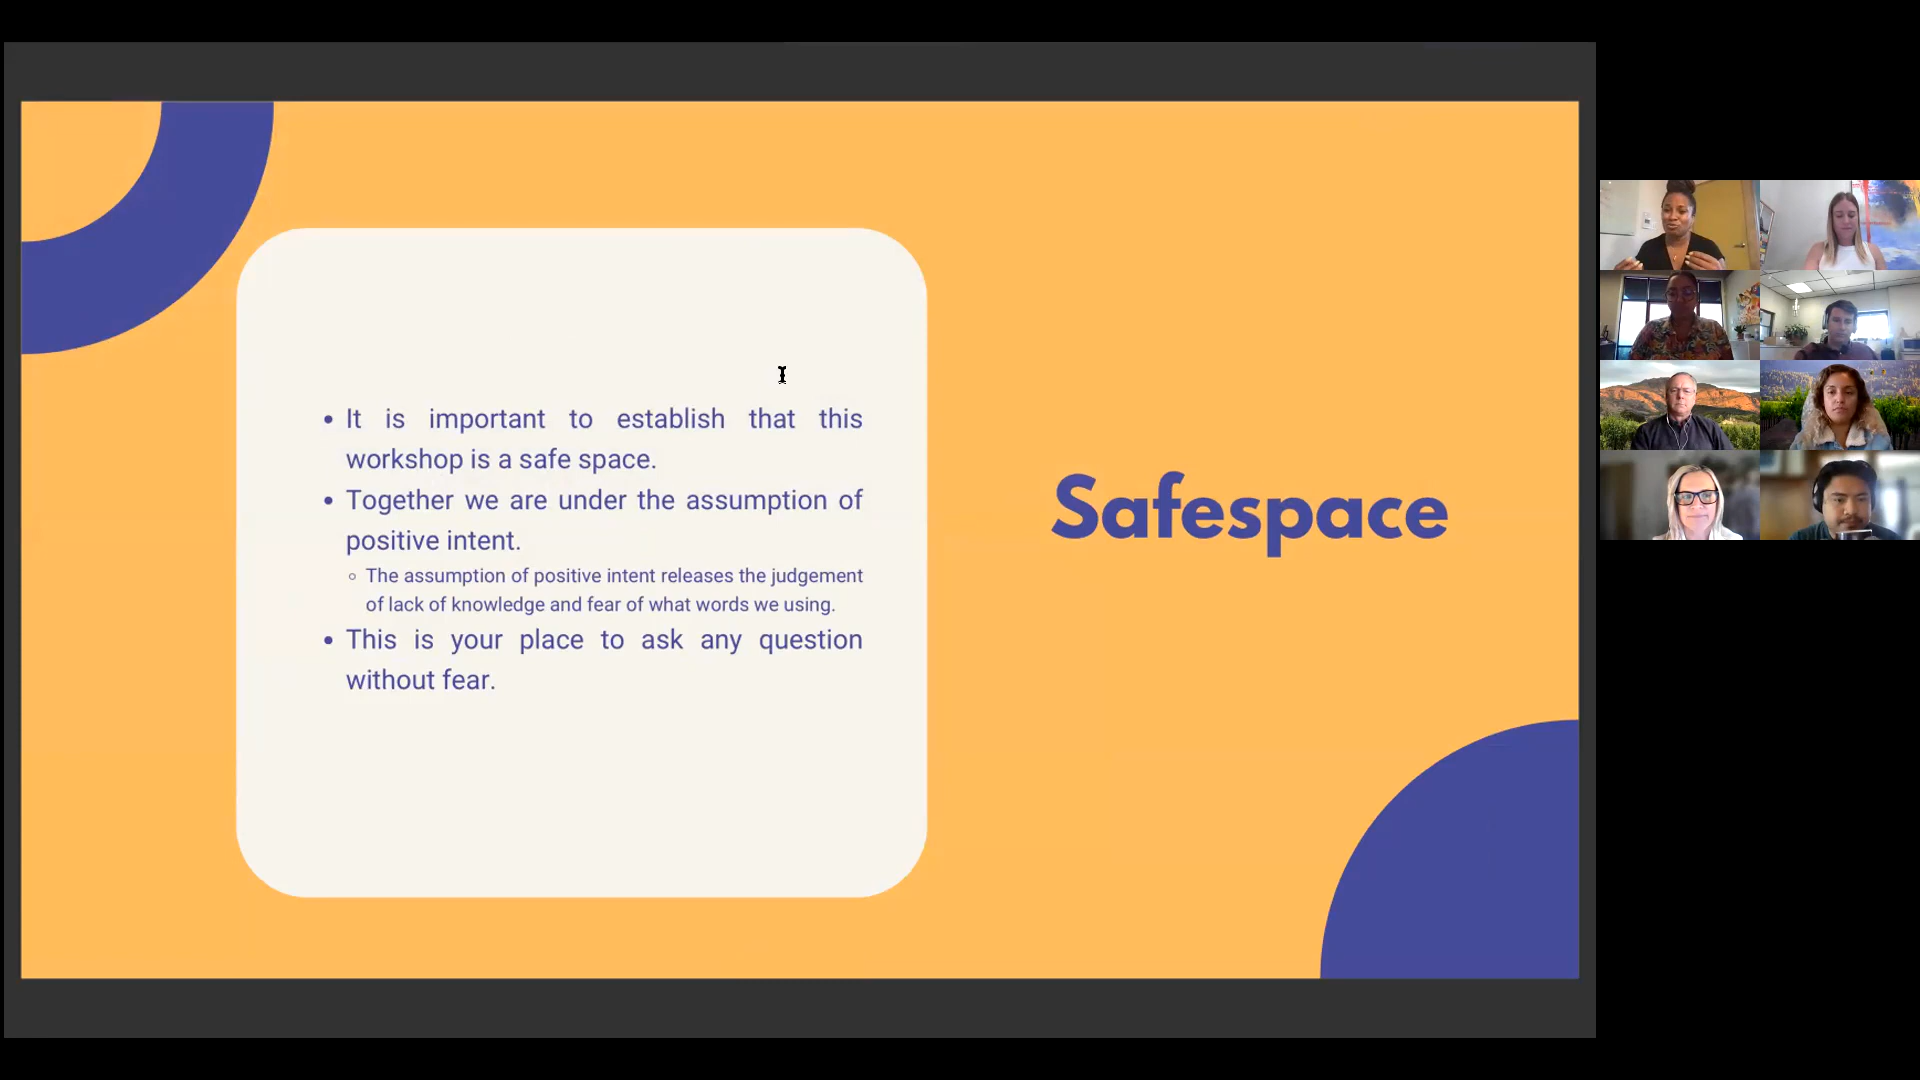 It is important to establish that this
workshop is a safe space.
Together we are under the assumption of
positive intent.
The assumption of positive intent releases the judgement
of lack of knowledge and fear of what words we using.
This is your place to ask any question
without fear.
Safespace